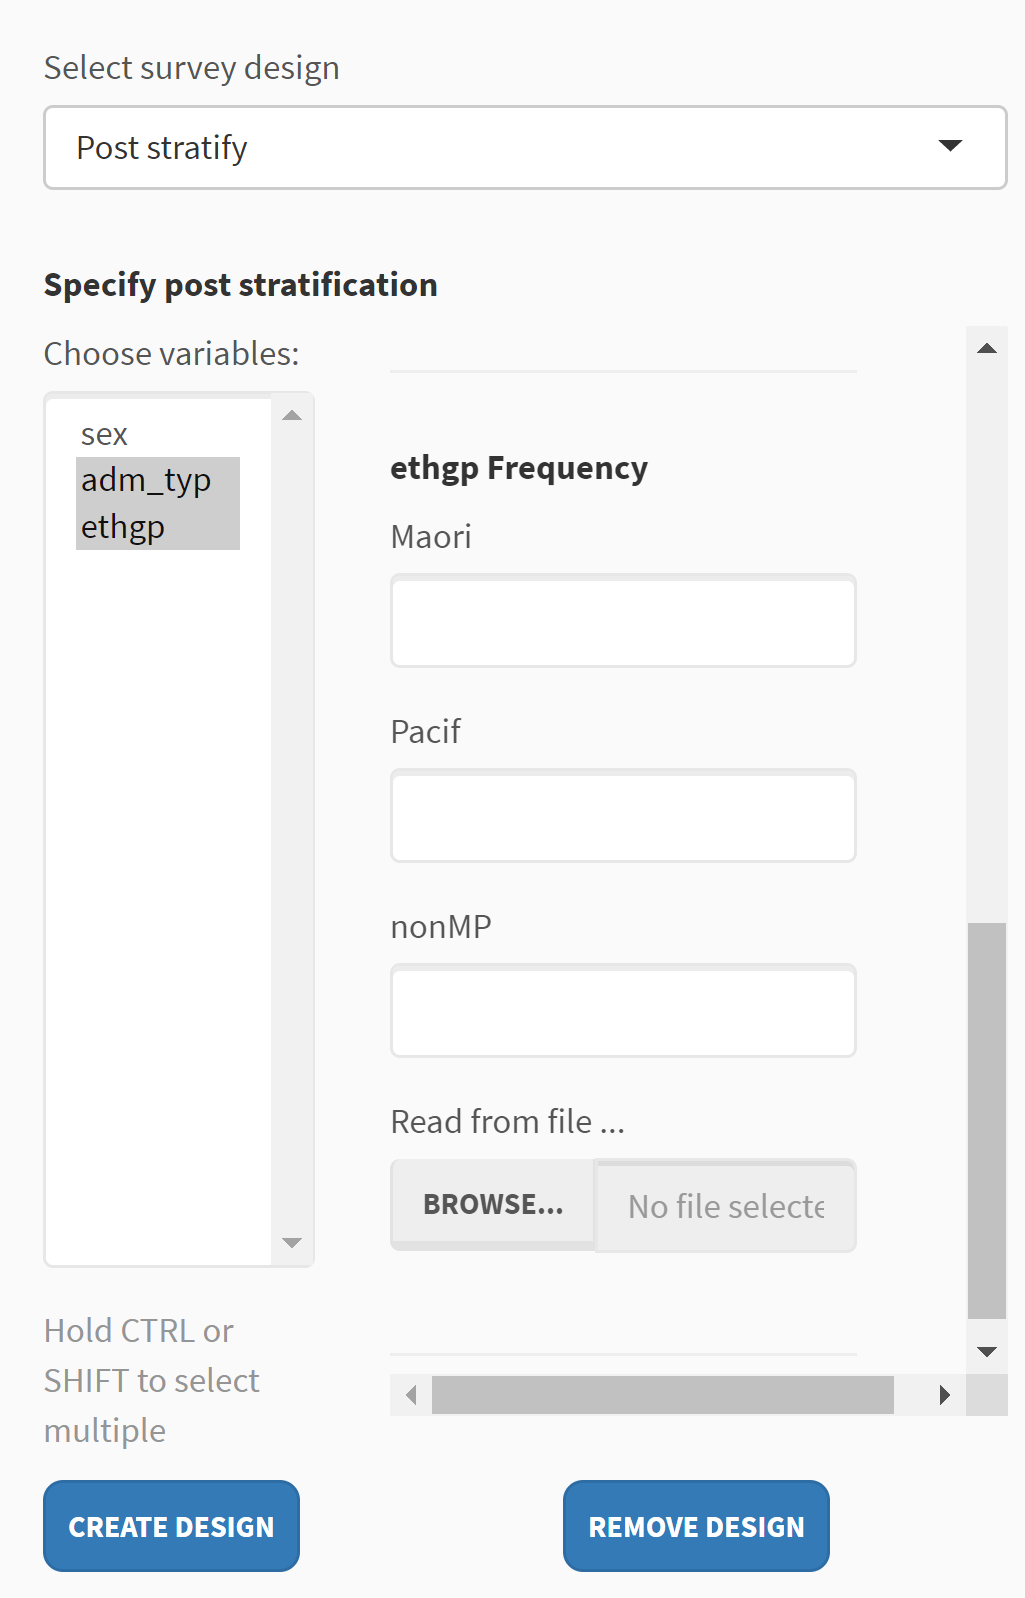 Select survey design
Post stratify
Specify post stratification
Choose variables:
sex
adm_typ
ethgp
Hold CTRL or
SHIFT to select
multiple
ethgp Frequency
Maori
Pacif
nonMP
Read from file ...
BROWSE... No file selecte
CREATE DESIGN REMOVE DESIGN